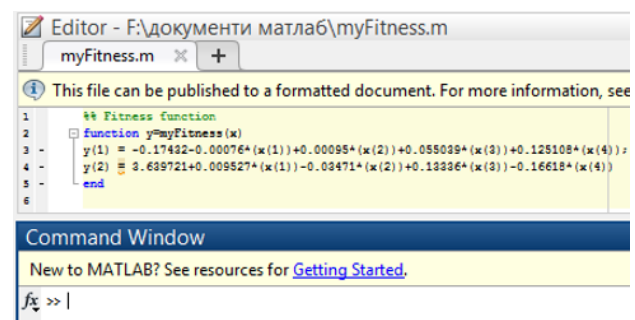 Editor - F:\документи матлаб\myFitness.m
myFitness.m × +
This file can be published to a formatted document. For more information, see
1 %% Fitness function
2 function y=myFitness(x)
3 - y(1) = -0.17432-0.00076*(x(1))+0.00095*(x(2))+0.055039*(x(3))+0.125108*(x(4));
4 - y(2) = 3.639721+0.009527*(x(1))-0.03471*(x(2))+0.13336*(x(3))-0.16618*(x(4))
5 - end
6
Command Window
New to MATLAB? See resources for Getting Started.
fx >>